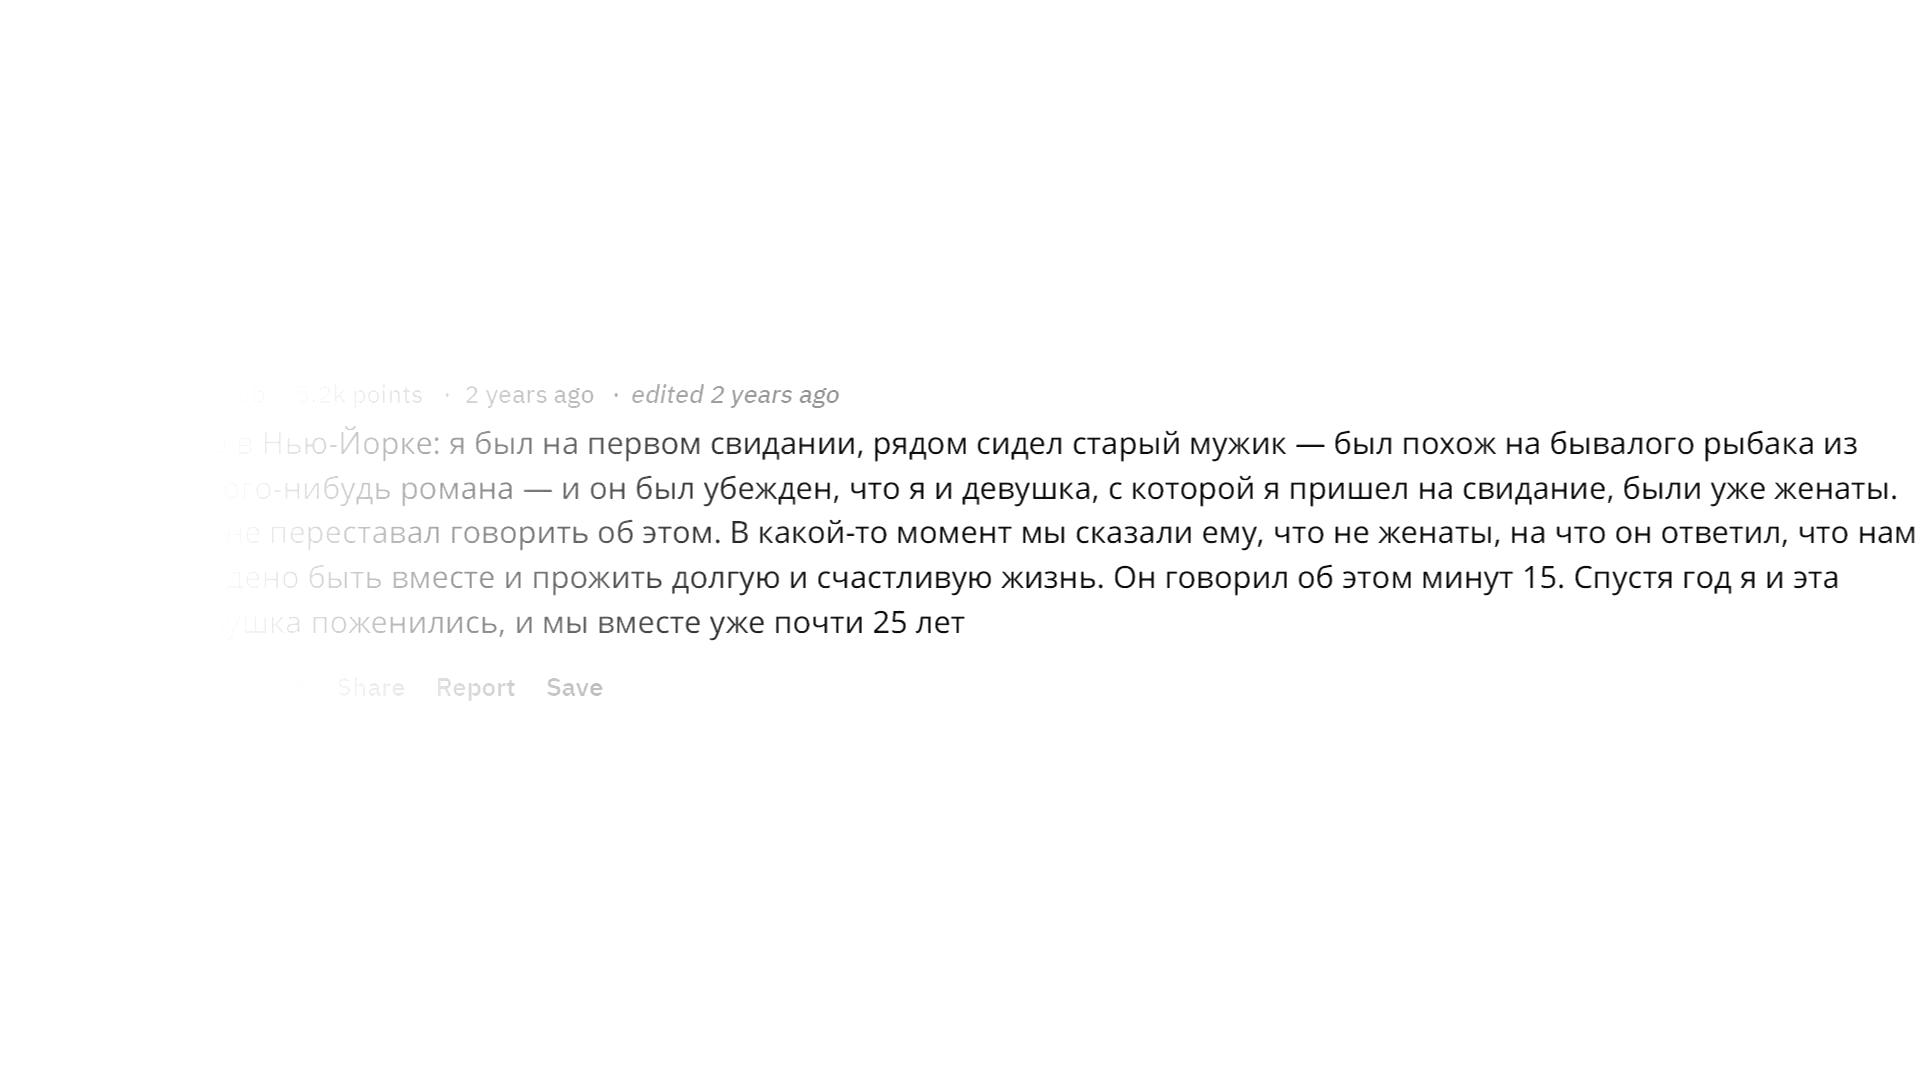 5.2k points · 2 years ago · edited 2 years ago
в Нью-Йорке: я был на первом свидании, рядом сидел старый мужик — был похож на бывалого рыбака из
романа — и он был убежден, что я и девушка, с которой я пришел на свидание, были уже женаты.
не переставал говорить об этом. В какой-то момент мы сказали ему, что не женаты, на что он ответил, что нам
быть вместе и прожить долгую и счастливую жизнь. Он говорил об этом минут 15. Спустя год я и эта
поженились, и мы вместе уже почти 25 лет
Share Report Save